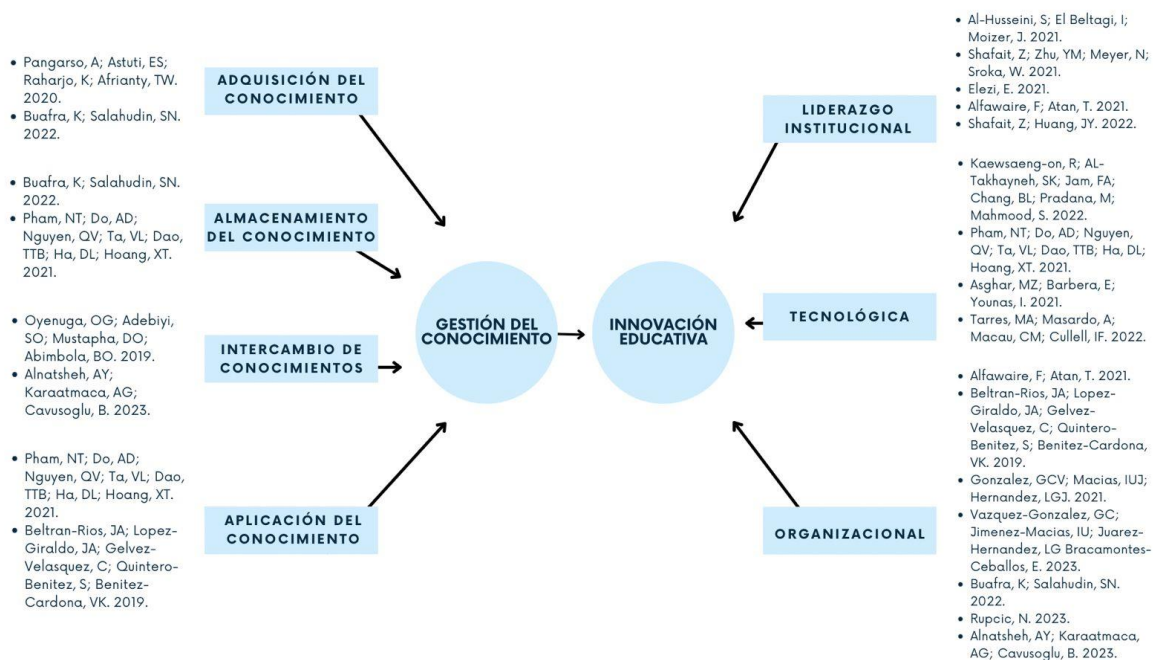 • Pangarso, A; Astuti, ES;
Raharjo, K; Afrianty, TW.
2020.
• Buafra, K; Salahudin, SN.
2022.
ADQUISICIÓN DEL
CONOCIMIENTO
• Buafra, K; Salahudin, SN.
2022.
• Pham, NT; Do, AD;
Nguyen, QV; Ta, VL; Dao,
TTB; Ha, DL; Hoang, XT.
2021.
ALMACENAMIENTO
DEL CONOCIMIENTO
• Oyenuga, OG; Adebiyi,
SO; Mustapha, DO;
Abimbola, BO. 2019.
• Alnatsheh, AY;
Karaatmaca, AG;
Cavusoglu, B. 2023.
INTERCAMBIO DE
CONOCIMIENTOS
• Pham, NT; Do, AD;
Nguyen, QV; Ta, VL; Dao,
TTB; Ha, DL; Hoang, XT.
2021.
• Beltran-Rios, JA; Lopez-
Giraldo, JA; Gelvez-
Velasquez, C; Quintero-
Benitez, S; Benitez-
Cardona, VK. 2019.
APLICACIÓN DEL
CONOCIMIENTO
GESTIÓN DEL
CONOCIMIENTO
INNOVACIÓN
EDUCATIVA
LIDERAZGO
INSTITUCIONAL
• Al-Husseini, S; El Beltagi, I;
Moizer, J. 2021.
• Shafait, Z; Zhu, YM; Meyer, N;
Sroka, W. 2021.
• Elezi, E. 2021.
• Alfawaire, F; Atan, T. 2021.
• Shafait, Z; Huang, JY. 2022.
TECNOLÓGICA
• Kaewsaeng-on, R; AL-
Takhayneh, SK; Jam, FA;
Chang, BL; Pradana, M;
Mahmood, S. 2022.
• Pham, NT; Do, AD; Nguyen,
QV; Ta, VL; Dao, TTB; Ha, DL;
Hoang, XT. 2021.
• Asghar, MZ; Barbera, E;
Younas, I. 2021.
• Tarres, MA; Masardo, A;
Macau, CM; Cullell, IF. 2022.
ORGANIZACIONAL
• Alfawaire, F; Atan, T. 2021.
• Beltran-Rios, JA; Lopez-
Giraldo, JA; Gelvez-
Velasquez, C; Quintero-
Benitez, S; Benitez-Cardona,
VK. 2019.
• Gonzalez, GCV; Macias, IUJ;
Hernandez, LGJ. 2021.
• Vazquez-Gonzalez, GC;
Jimenez-Macias, IU; Juarez-
Hernandez, LG Bracamontes-
Ceballos, E. 2023.
• Buafra, K; Salahudin, SN.
2022.
• Rupcic, N. 2023.
• Alnatsheh, AY; Karaatmaca,
AG; Cavusoglu, B. 2023.